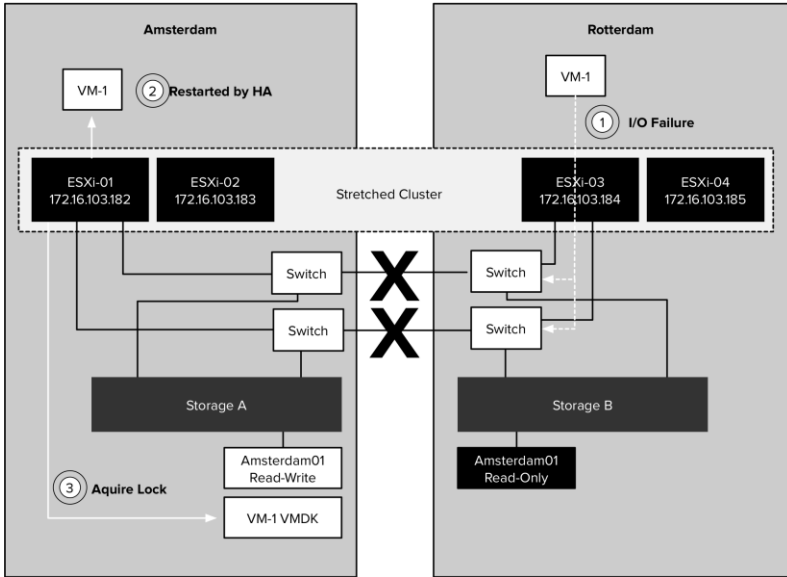 Amsterdam
Rotterdam
VM-1
2
Restarted by HA
VM-1
1
I/O Failure
ESXi-01
172.16.103.182
ESXi-02
172.16.103.183
Stretched Cluster
ESXi-03
172.16.103.184
ESXi-04
172.16.103.185
Switch
X
Switch
Switch
X
Switch
Storage A
Storage B
Amsterdam01
Read-Write
Amsterdam01
Read-Only
3
Aquire Lock
VM-1 VMDK